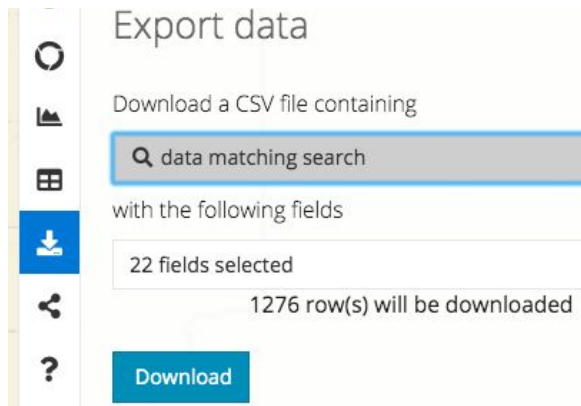 Export data
Download a CSV file containing
data matching search
with the following fields
22 fields selected
1276 row(s) will be downloaded
?
Download